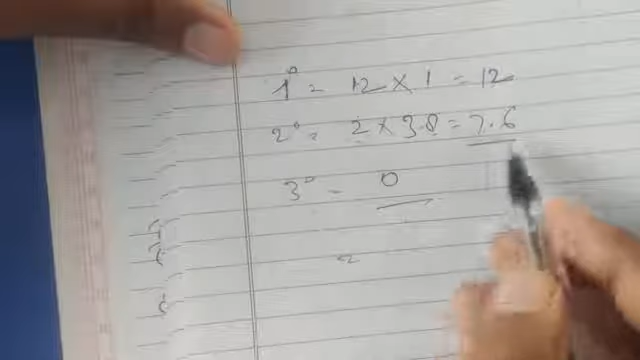 1° = 12 × 1 = 12
2° = 2 × 3.8 = 7.6
3° = 0